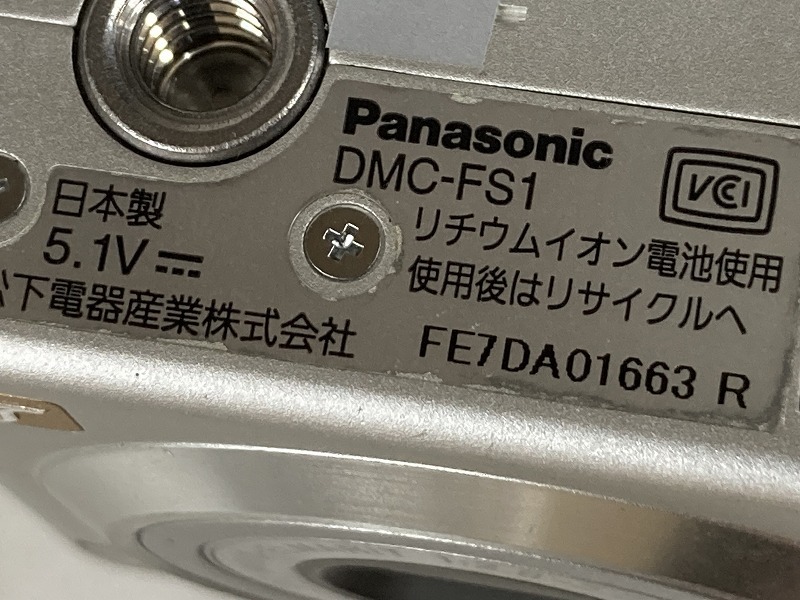 Panasonic
DMC-FS1
VCCI
日本製
リチウムイオン電池使用
5.1V
使用後はリサイクルへ
松下電器産業株式会社
FE7DA01663 R